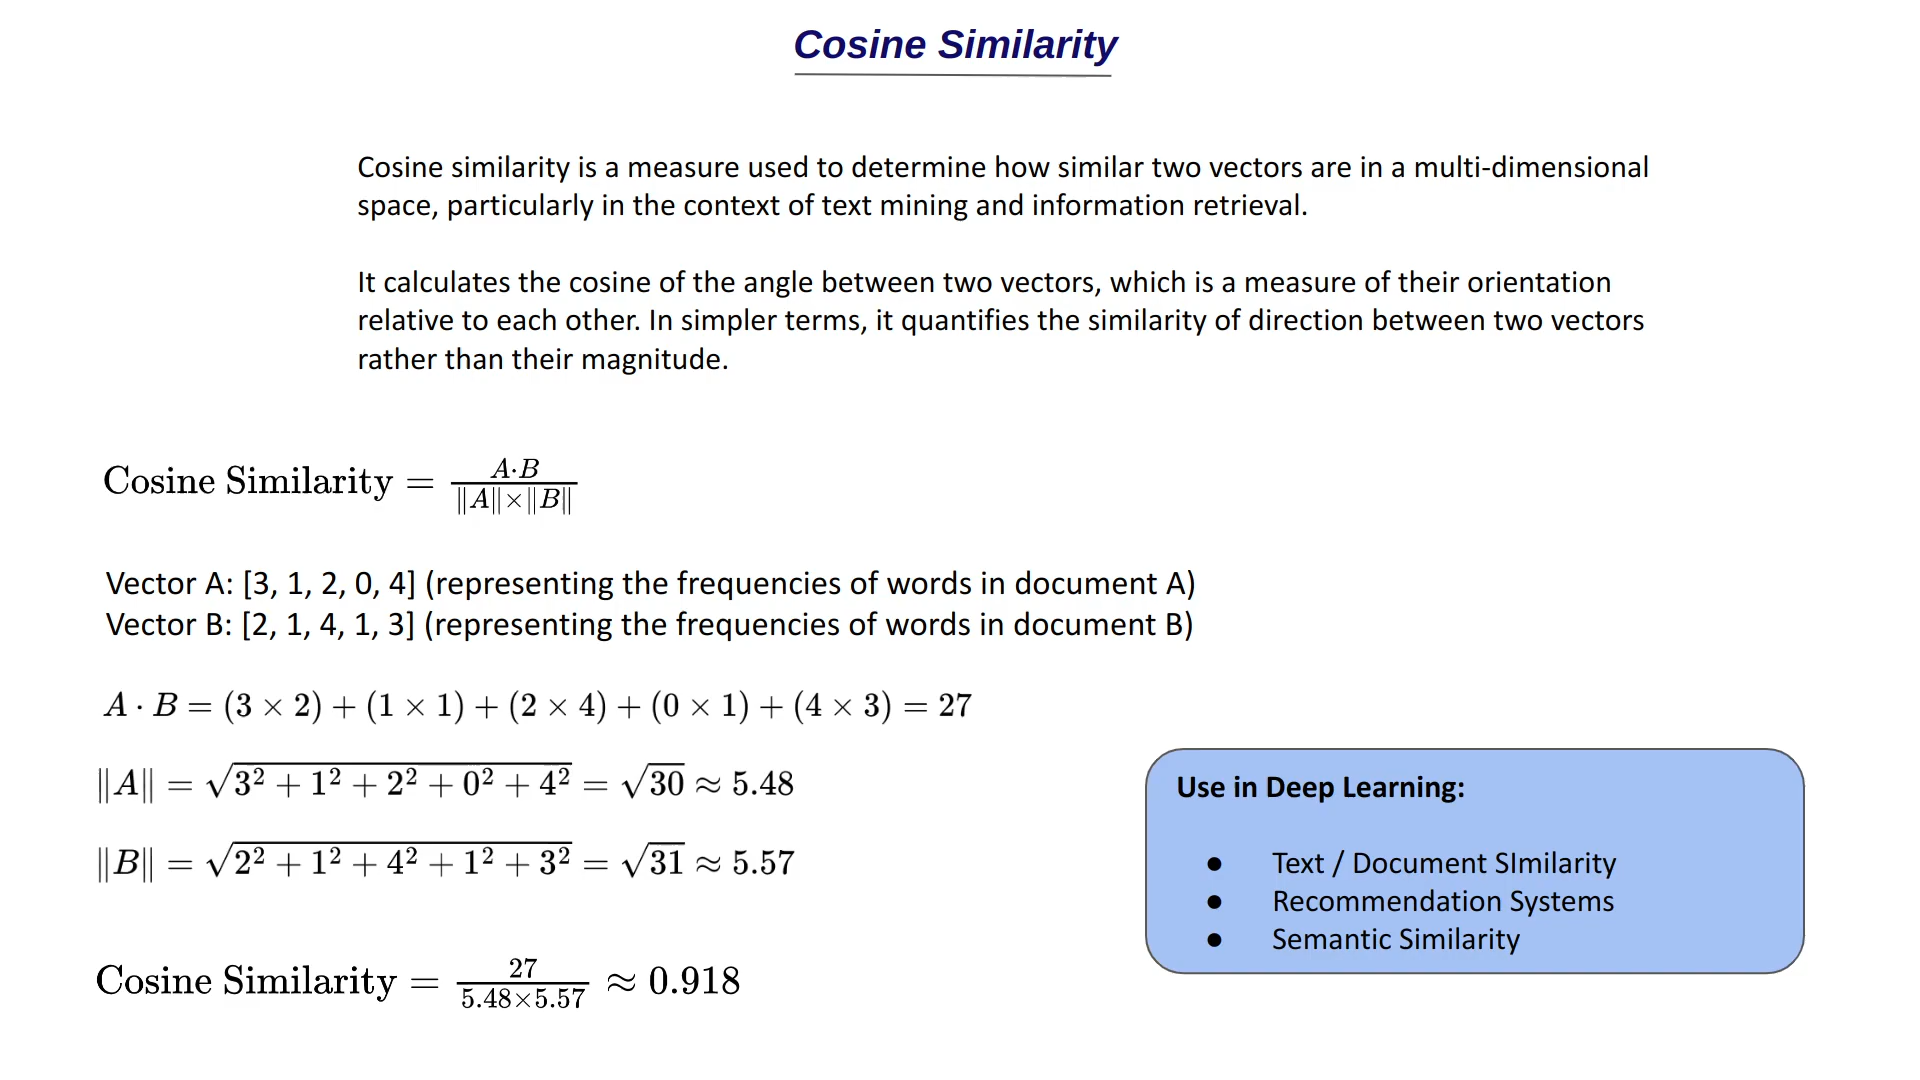 Cosine Similarity
Cosine similarity is a measure used to determine how similar two vectors are in a multi-dimensional
space, particularly in the context of text mining and information retrieval.
It calculates the cosine of the angle between two vectors, which is a measure of their orientation
relative to each other. In simpler terms, it quantifies the similarity of direction between two vectors
rather than their magnitude.
Cosine Similarity = A·B / ‖A‖×‖B‖
Vector A: [3, 1, 2, 0, 4] (representing the frequencies of words in document A)
Vector B: [2, 1, 4, 1, 3] (representing the frequencies of words in document B)
A · B = (3 × 2) + (1 × 1) + (2 × 4) + (0 × 1) + (4 × 3) = 27
‖A‖ = √(3² + 1² + 2² + 0² + 4²) = √30 ≈ 5.48
‖B‖ = √(2² + 1² + 4² + 1² + 3²) = √31 ≈ 5.57
Cosine Similarity = 27 / 5.48×5.57 ≈ 0.918
Use in Deep Learning:
● Text / Document SImilarity
● Recommendation Systems
● Semantic Similarity